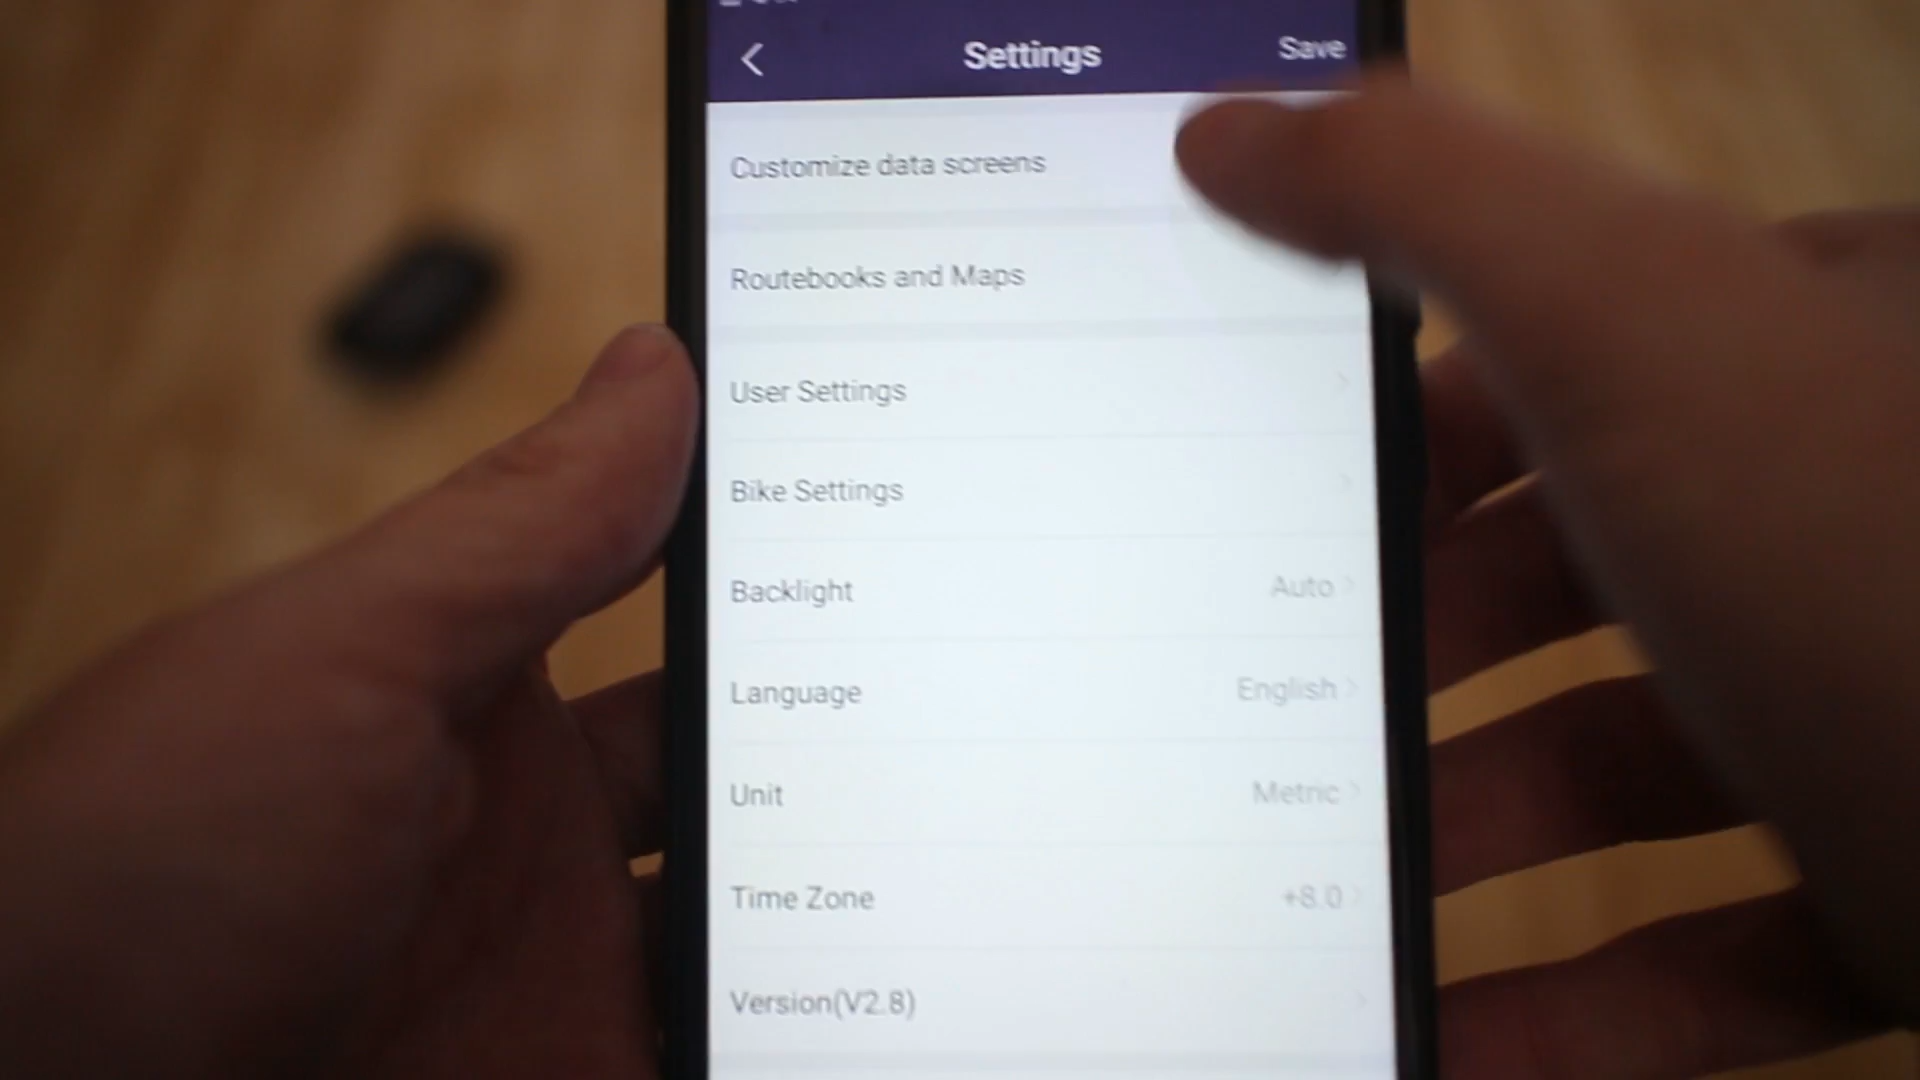 Settings
Save
Customize data screens
Routebooks and Maps
User Settings
Bike Settings
Backlight
Auto
Language
English
Unit
Metric
Time Zone
+8.0
Version(V2.8)